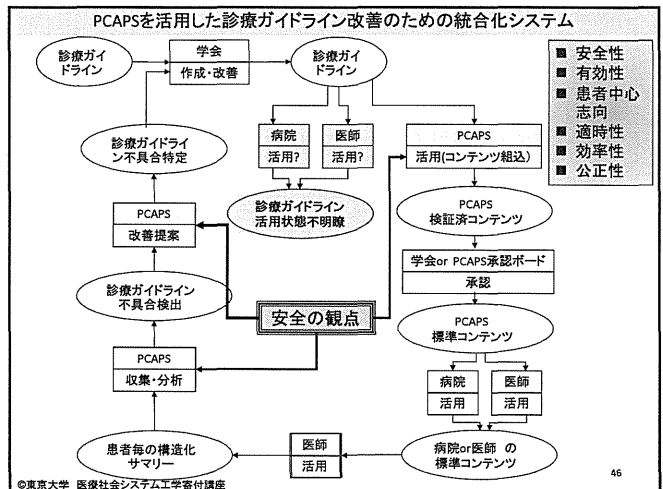 PCAPSを活用した診療ガイドライン改善のための統合化システム
診療ガイ
ドライン
学会
作成・改善
診療ガ
イドライン
■ 安全性
■ 有効性
■ 患者中心
志向
■ 適時性
■ 効率性
■ 公正性
病院
活用?
医師
活用?
PCAPS
活用(コンテンツ組込)
診療ガイドライ
ン不具合特定
診療ガイドライン
活用状態不明瞭
PCAPS
検証済コンテンツ
PCAPS
改善提案
学会or PCAPS承認ボード
承認
診療ガイドライン
不具合検出
安全の観点
PCAPS
標準コンテンツ
PCAPS
収集・分析
病院
活用
医師
活用
患者毎の構造化
サマリー
医師
活用
病院or医師 の
標準コンテンツ
46
©東京大学 医療社会システム工学寄付講座